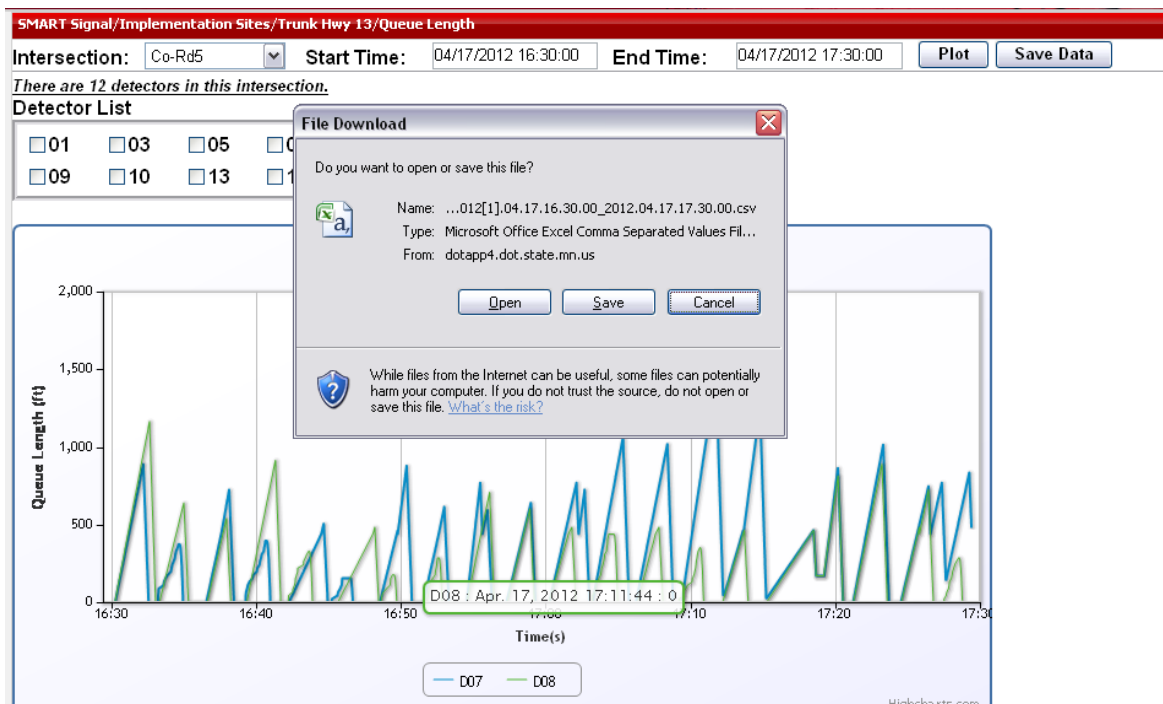 SMART Signal/Implementation Sites/Trunk Hwy 13/Queue Length
Intersection: Co-Rd5 Start Time: 04/17/2012 16:30:00 End Time: 04/17/2012 17:30:00 Plot Save Data
There are 12 detectors in this intersection.
Detector List
01 03 05
09 10 13
File Download
Do you want to open or save this file?
Name: ...012[1].04.17.16.30.00_2012.04.17.17.30.00.csv
Type: Microsoft Office Excel Comma Separated Values Fil...
From: dotapp4.dot.state.mn.us
Open Save Cancel
While files from the Internet can be useful, some files can potentially
harm your computer. If you do not trust the source, do not open or
save this file. What's the risk?
2,000
1,500
1,000
500
0
Queue Length (ft)
D08 : Apr. 17, 2012 17:11:44 : 0
16:30 16:40 16:50 17:00 17:10 17:20 17:30
Time(s)
D07 D08
Highcharts.com